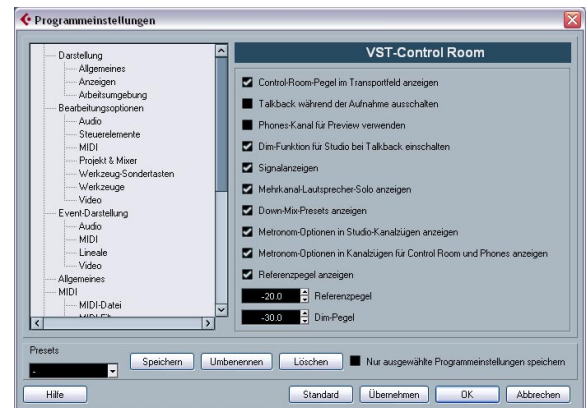 Programmeinstellungen
Darstellung
Allgemeines
Anzeigen
Arbeitsumgebung
Bearbeitungsoptionen
Audio
Steuerelemente
MIDI
Projekt & Mixer
Werkzeug-Sondertasten
Werkzeuge
Video
Event-Darstellung
Audio
MIDI
Lineale
Video
Allgemeines
MIDI
MIDI-Datei
VST-Control Room
Control-Room-Pegel im Transportfeld anzeigen
Talkback während der Aufnahme ausschalten
Phones-Kanal für Preview verwenden
Dim-Funktion für Studio bei Talkback einschalten
Signalanzeigen
Mehrkanal-Lautsprecher-Solo anzeigen
Down-Mix-Presets anzeigen
Metronom-Optionen in Studio-Kanalzügen anzeigen
Metronom-Optionen in Kanalzügen für Control Room und Phones anzeigen
Referenzpegel anzeigen
-20.0 Referenzpegel
-30.0 Dim-Pegel
Presets
-
Speichern Umbenennen Löschen Nur ausgewählte Programmeinstellungen speichern
Hilfe Standard Übernehmen OK Abbrechen